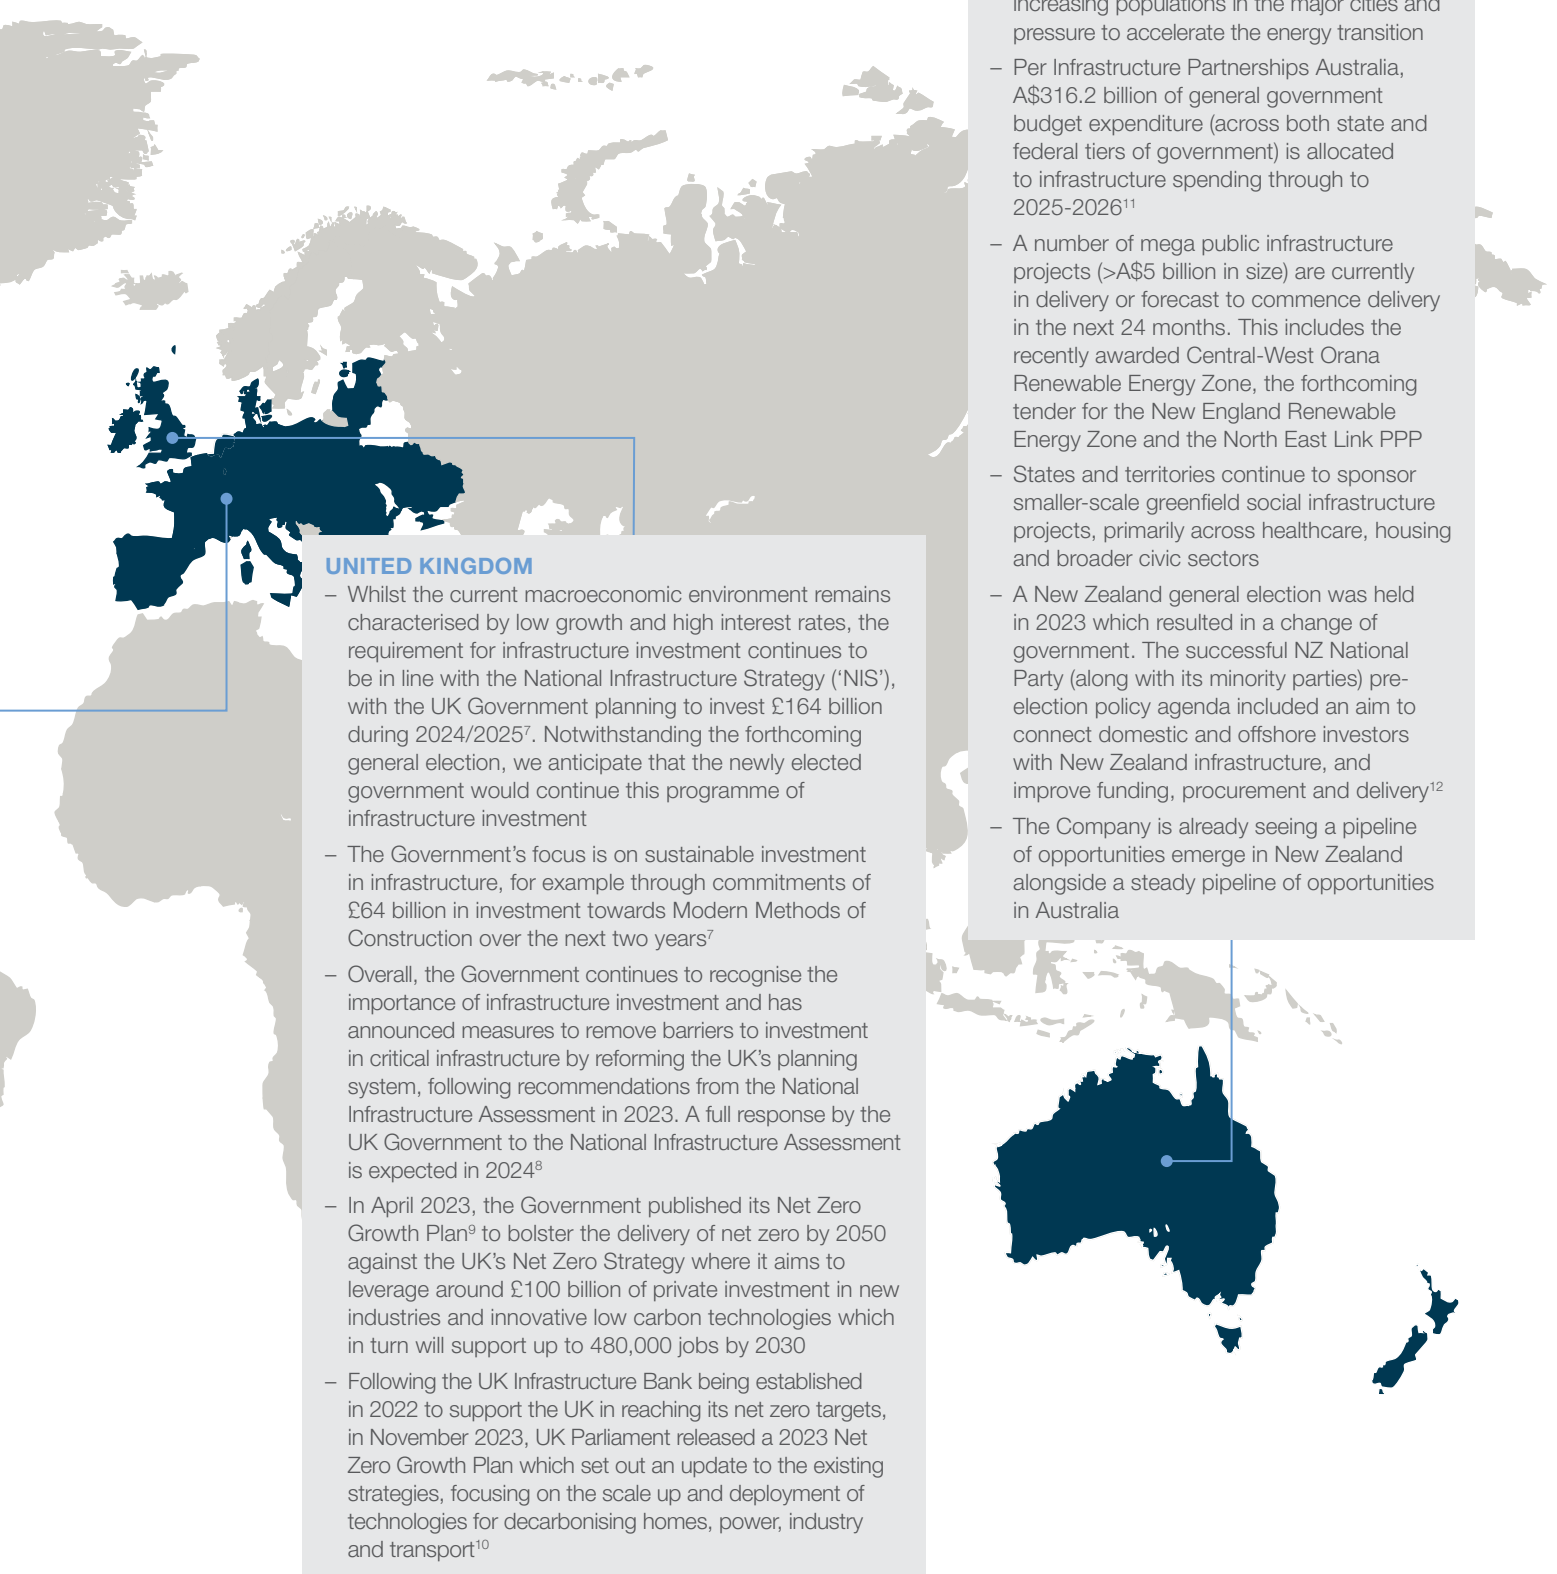 UNITED KINGDOM
– Whilst the current macroeconomic environment remains
characterised by low growth and high interest rates, the
requirement for infrastructure investment continues to
be in line with the National Infrastructure Strategy (‘NIS’),
with the UK Government planning to invest £164 billion
during 2024/2025⁷. Notwithstanding the forthcoming
general election, we anticipate that the newly elected
government would continue this programme of
infrastructure investment
– The Government’s focus is on sustainable investment
in infrastructure, for example through commitments of
£64 billion in investment towards Modern Methods of
Construction over the next two years⁷
– Overall, the Government continues to recognise the
importance of infrastructure investment and has
announced measures to remove barriers to investment
in critical infrastructure by reforming the UK’s planning
system, following recommendations from the National
Infrastructure Assessment in 2023. A full response by the
UK Government to the National Infrastructure Assessment
is expected in 2024⁸
– In April 2023, the Government published its Net Zero
Growth Plan⁹ to bolster the delivery of net zero by 2050
against the UK’s Net Zero Strategy where it aims to
leverage around £100 billion of private investment in new
industries and innovative low carbon technologies which
in turn will support up to 480,000 jobs by 2030
– Following the UK Infrastructure Bank being established
in 2022 to support the UK in reaching its net zero targets,
in November 2023, UK Parliament released a 2023 Net
Zero Growth Plan which set out an update to the existing
strategies, focusing on the scale up and deployment of
technologies for decarbonising homes, power, industry
and transport¹⁰
increasing populations in the major cities and
pressure to accelerate the energy transition
– Per Infrastructure Partnerships Australia,
A$316.2 billion of general government
budget expenditure (across both state and
federal tiers of government) is allocated
to infrastructure spending through to
2025-2026¹¹
– A number of mega public infrastructure
projects (>A$5 billion in size) are currently
in delivery or forecast to commence delivery
in the next 24 months. This includes the
recently awarded Central-West Orana
Renewable Energy Zone, the forthcoming
tender for the New England Renewable
Energy Zone and the North East Link PPP
– States and territories continue to sponsor
smaller-scale greenfield social infrastructure
projects, primarily across healthcare, housing
and broader civic sectors
– A New Zealand general election was held
in 2023 which resulted in a change of
government. The successful NZ National
Party (along with its minority parties) pre-
election policy agenda included an aim to
connect domestic and offshore investors
with New Zealand infrastructure, and
improve funding, procurement and delivery¹²
– The Company is already seeing a pipeline
of opportunities emerge in New Zealand
alongside a steady pipeline of opportunities
in Australia